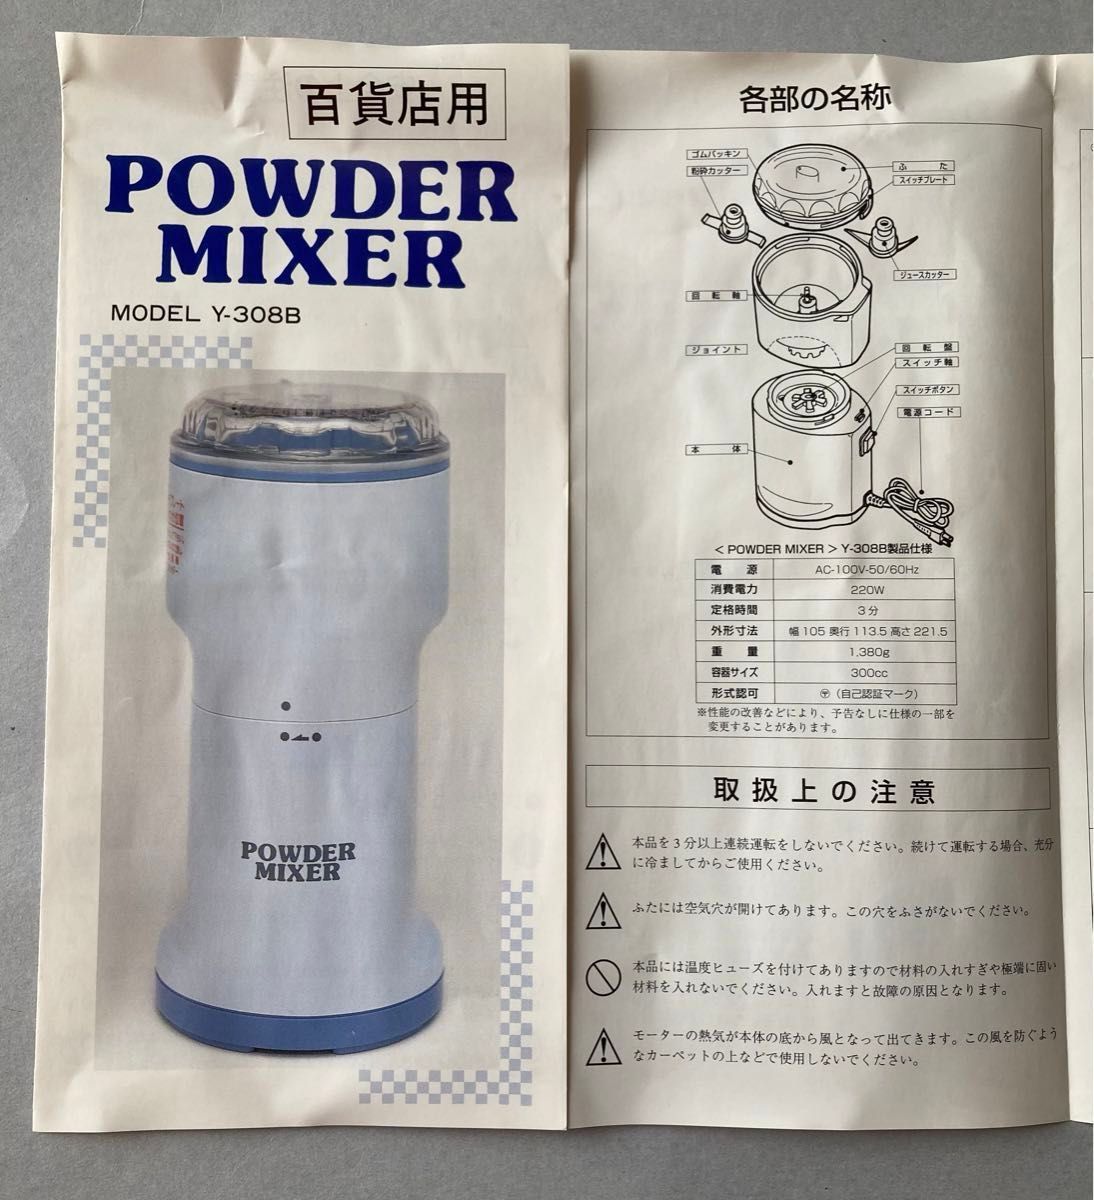 百貨店用
POWDER
MIXER
MODEL Y-308B
POWDER
MIXER
各部の名称
ゴムパッキン
粉砕カッター
ふた
スイッチプレート
ジュースカッター
回転軸
ジョイント
回転盤
スイッチ軸
スイッチボタン
電源コード
本体
< POWDER MIXER > Y-308B製品仕様
電源 AC-100V-50/60Hz
消費電力 220W
定格時間 3分
外形寸法 幅105 奥行113.5 高さ221.5
重量 1.380g
容器サイズ 300cc
形式認可 〶(自己認証マーク)
※性能の改善などにより、予告なしに仕様の一部を
変更することがあります。
取扱上の注意
本品を3分以上連続運転をしないでください。続けて運転する場合、充分
に冷ましてからご使用ください。
ふたには空気穴が開けてあります。この穴をふさがないでください。
本品には温度ヒューズを付けてありますので材料の入れすぎや極端に固い
材料を入れないでください。入れますと故障の原因となります。
モーターの熱気が本体の底から風となって出てきます。この風を防ぐよう
なカーペットの上などで使用しないでください。